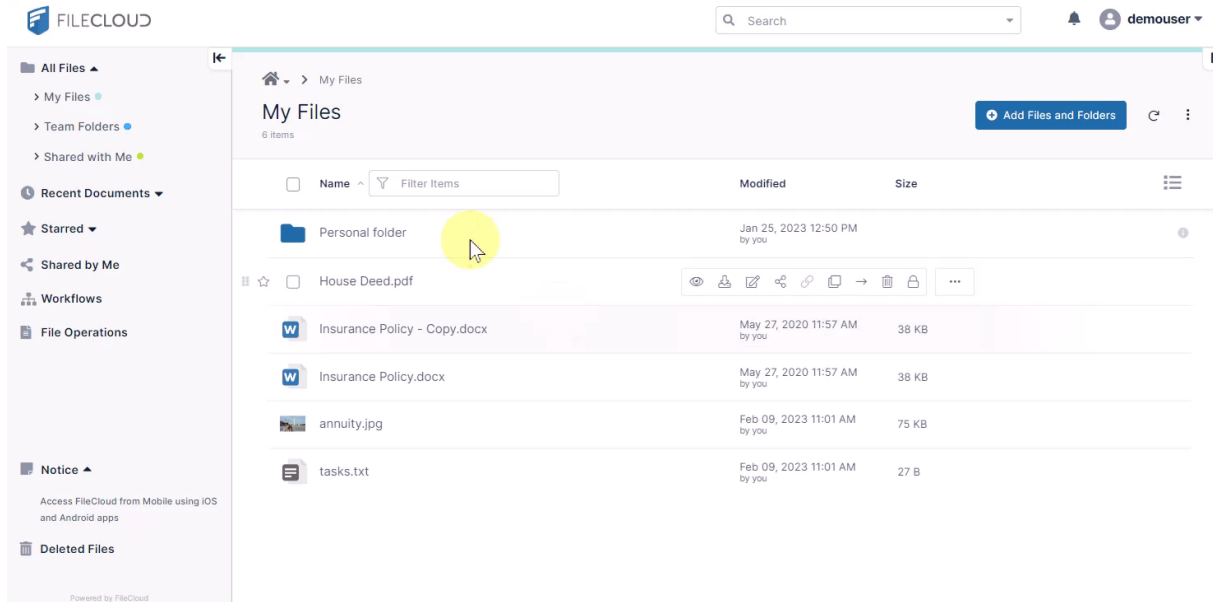 FILECLOUD
Search
demouser
All Files
My Files
Team Folders
Shared with Me
Recent Documents
Starred
Shared by Me
Workflows
File Operations
Notice
Access FileCloud from Mobile using iOS
and Android apps
Deleted Files
Powered by FileCloud
My Files
My Files
6 items
Add Files and Folders
Name Filter Items Modified Size
Personal folder Jan 25, 2023 12:50 PM
by you
House Deed.pdf
Insurance Policy - Copy.docx May 27, 2020 11:57 AM 38 KB
by you
Insurance Policy.docx May 27, 2020 11:57 AM 38 KB
by you
annuity.jpg Feb 09, 2023 11:01 AM 75 KB
by you
tasks.txt Feb 09, 2023 11:01 AM 27 B
by you